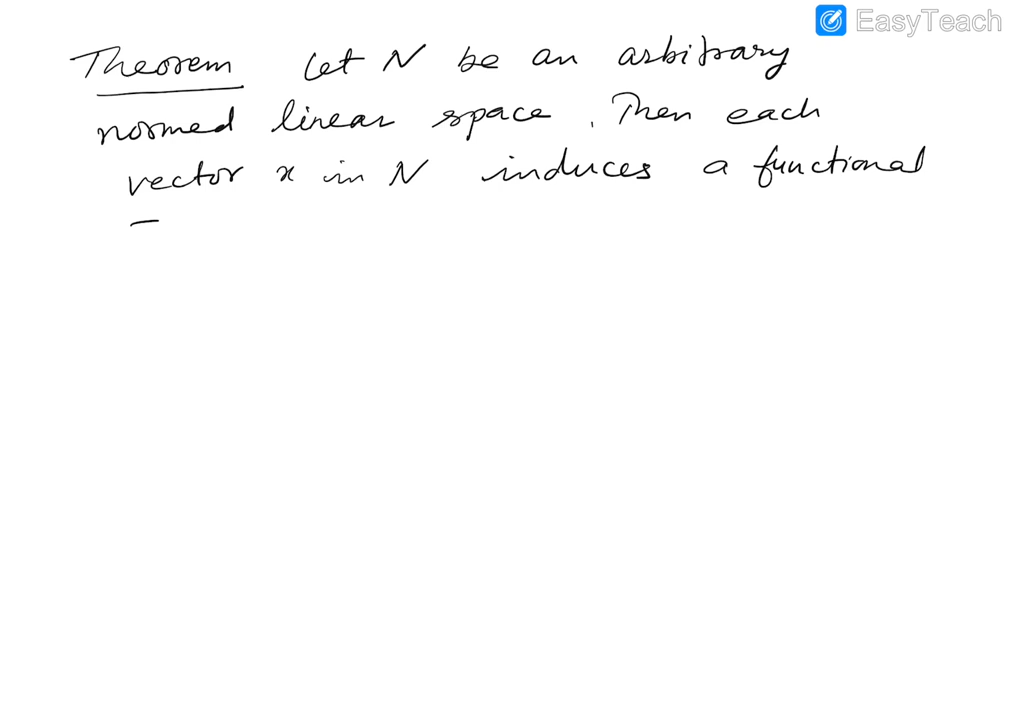 EasyTeach
Theorem Let N be an arbitrary
normed linear space. Then each
vector x in N induces a functional